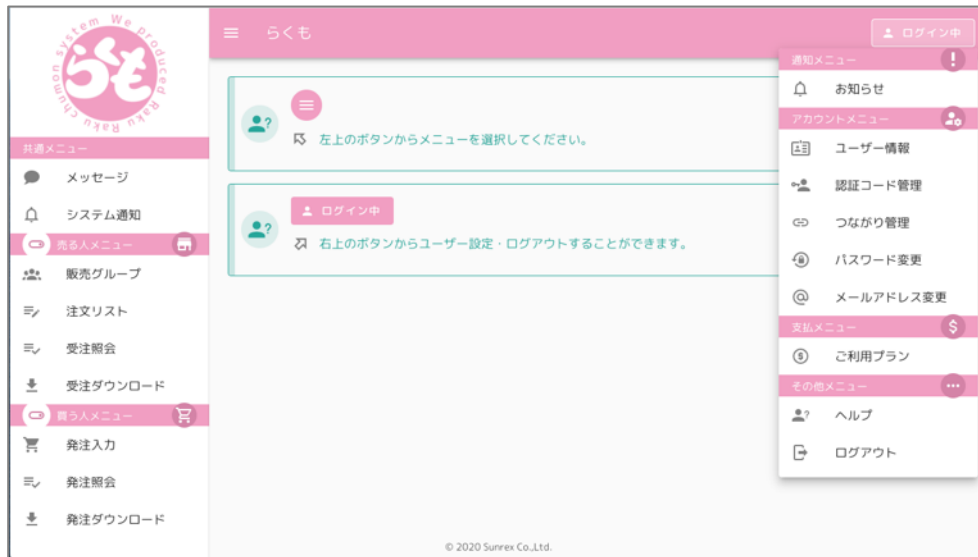 system We produced Raku Raku chumon
らくも
共通メニュー
メッセージ
システム通知
売る人メニュー
販売グループ
注文リスト
受注照会
受注ダウンロード
買う人メニュー
発注入力
発注照会
発注ダウンロード
らくも
ログイン中
左上のボタンからメニューを選択してください。
ログイン中
右上のボタンからユーザー設定・ログアウトすることができます。
通知メニュー
お知らせ
アカウントメニュー
ユーザー情報
認証コード管理
つながり管理
パスワード変更
メールアドレス変更
支払メニュー
ご利用プラン
その他メニュー
ヘルプ
ログアウト
© 2020 Sunrex Co.,Ltd.